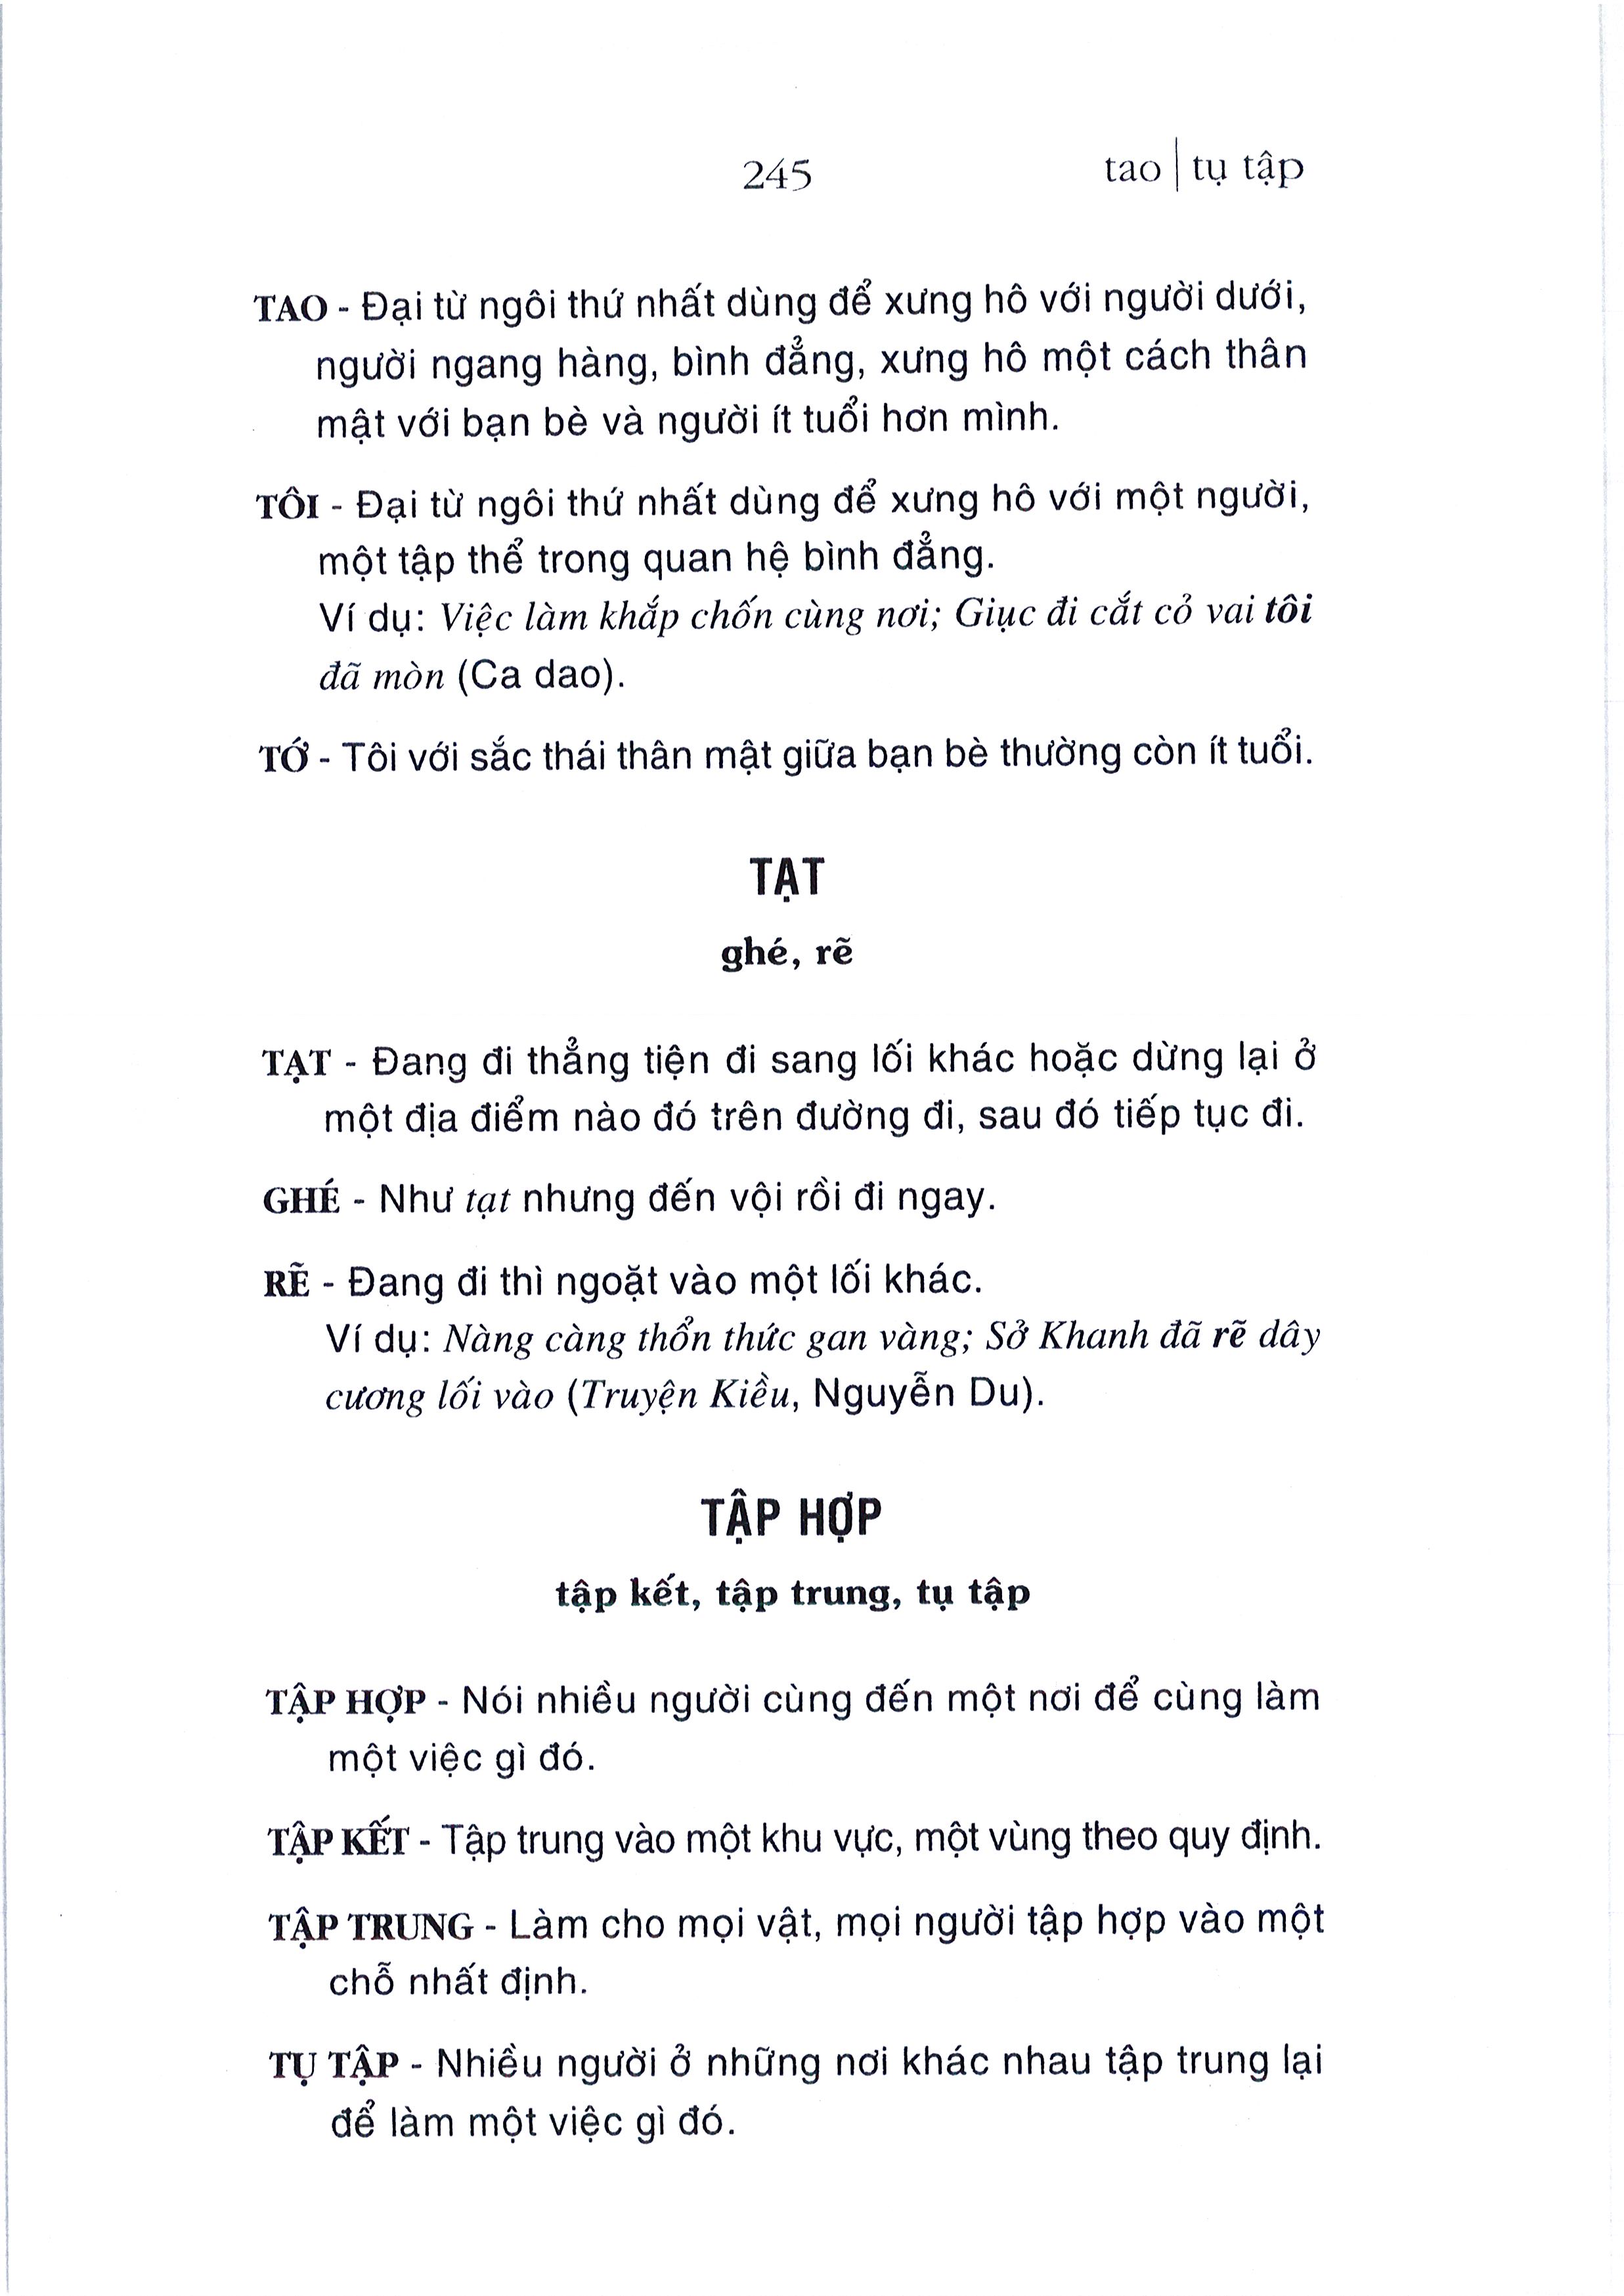 245
tao | tụ tập
TAO - Đại từ ngôi thứ nhất dùng để xưng hô với người dưới,
người ngang hàng, bình đẳng, xưng hô một cách thân
mật với bạn bè và người ít tuổi hơn mình.
TÔI - Đại từ ngôi thứ nhất dùng để xưng hô với một người,
một tập thể trong quan hệ bình đẳng.
Ví dụ: Việc làm khắp chốn cùng nơi; Giục đi cắt cỏ vai tôi
đã mòn (Ca dao).
TỚ - Tôi với sắc thái thân mật giữa bạn bè thường còn ít tuổi.
TẠT
ghé, rẽ
TẠT - Đang đi thẳng tiện đi sang lối khác hoặc dừng lại ở
một địa điểm nào đó trên đường đi, sau đó tiếp tục đi.
GHÉ - Như tạt nhưng đến vội rồi đi ngay.
RẼ - Đang đi thì ngoặt vào một lối khác.
Ví dụ: Nàng càng thổn thức gan vàng; Sở Khanh đã rẽ dây
cương lối vào (Truyện Kiều, Nguyễn Du).
TẬP HỢP
tập kết, tập trung, tụ tập
TẬP HỢP - Nói nhiều người cùng đến một nơi để cùng làm
một việc gì đó.
TẬP KẾT - Tập trung vào một khu vực, một vùng theo quy định.
TẬP TRUNG - Làm cho mọi vật, mọi người tập hợp vào một
chỗ nhất định.
TỤ TẬP - Nhiều người ở những nơi khác nhau tập trung lại
để làm một việc gì đó.